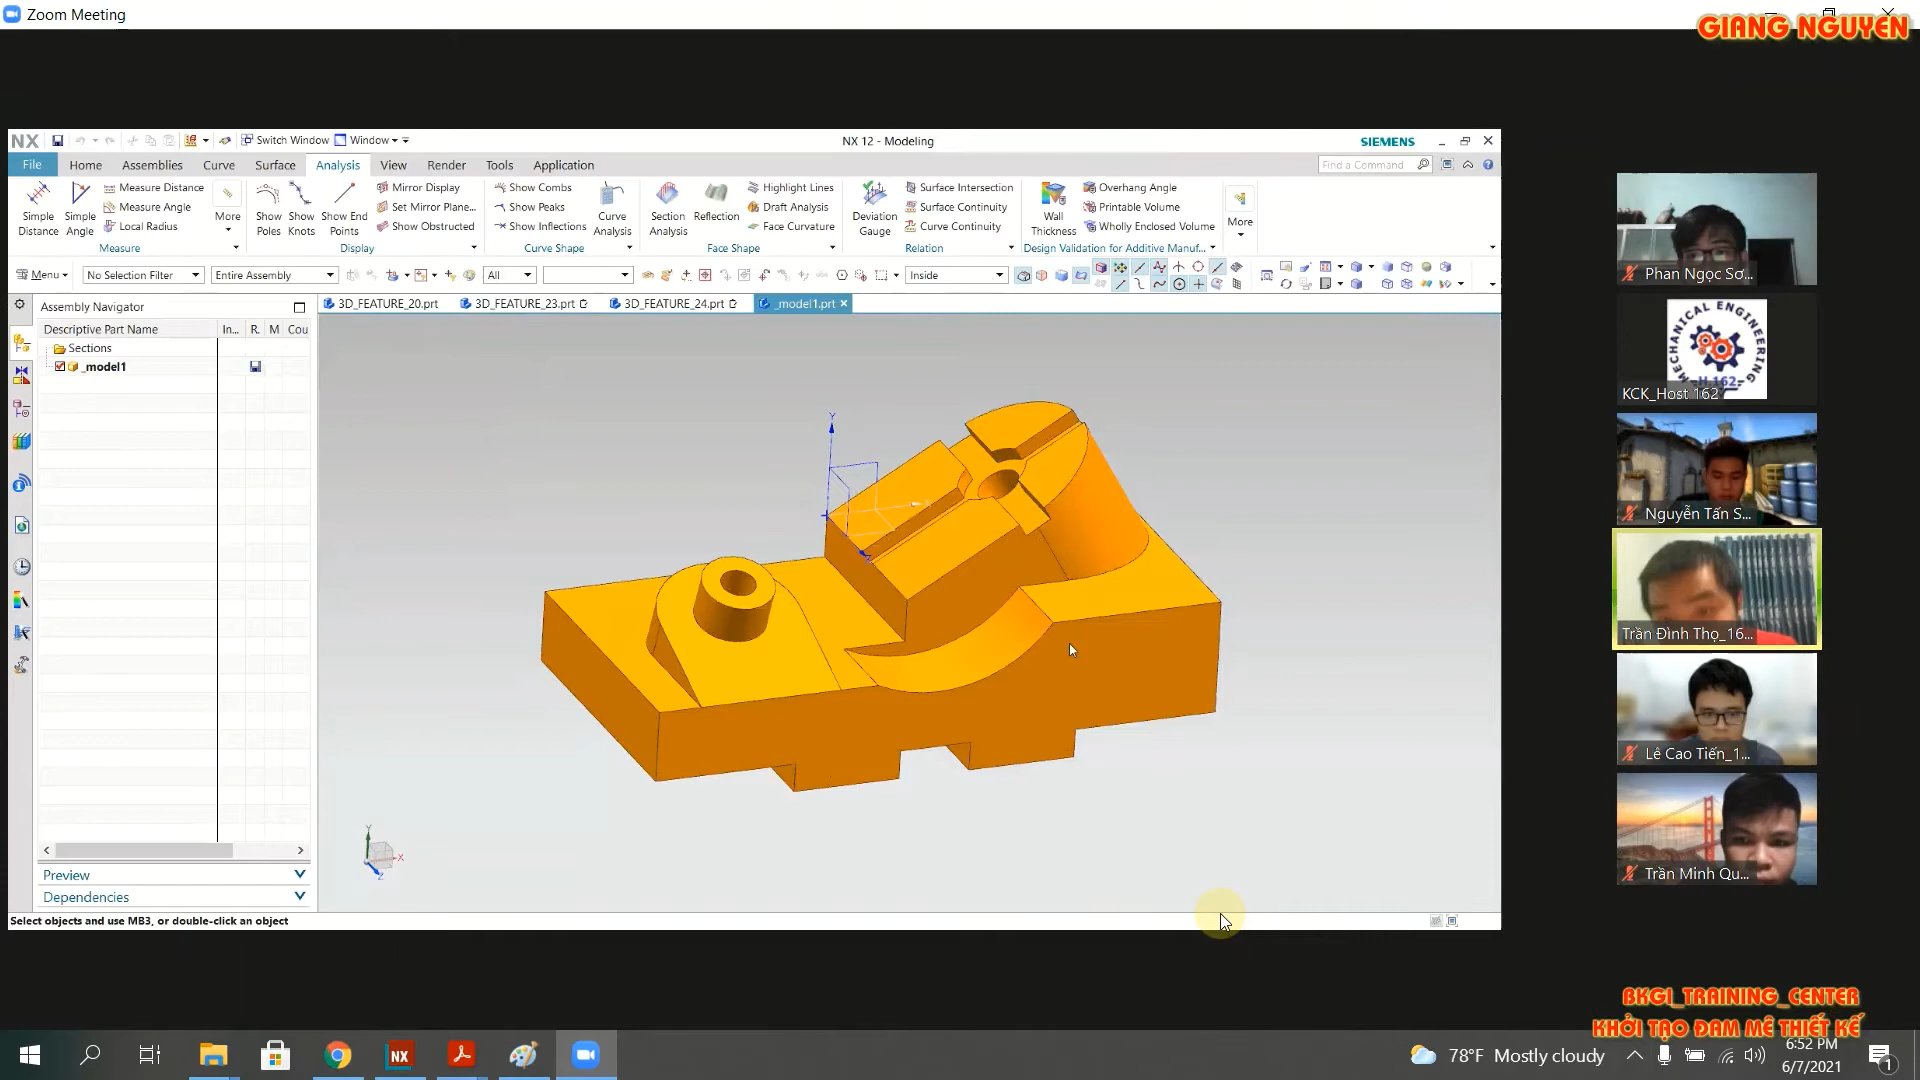 Zoom Meeting
GIANG NGUYEN
NX
Switch Window
Window
NX 12 - Modeling
SIEMENS
File
Home
Assemblies
Curve
Surface
Analysis
View
Render
Tools
Application
Find a Command
Simple Distance
Simple Angle
Measure Distance
Measure Angle
Local Radius
More
Measure
Show Poles
Show Knots
Show End Points
Mirror Display
Set Mirror Plane...
Show Obstructed
Display
Show Combs
Show Peaks
Show Inflections
Curve Analysis
Curve Shape
Section Analysis
Reflection
Highlight Lines
Draft Analysis
Face Curvature
Face Shape
Deviation Gauge
Surface Intersection
Surface Continuity
Curve Continuity
Relation
Wall Thickness
Overhang Angle
Printable Volume
Wholly Enclosed Volume
Design Validation for Additive Manuf...
More
Menu
No Selection Filter
Entire Assembly
All
Inside
Assembly Navigator
3D_FEATURE_20.prt
3D_FEATURE_23.prt
3D_FEATURE_24.prt
_model1.prt
Descriptive Part Name
In...
R.
M
Cou
Sections
_model1
Y
Z
Y
X
Z
Preview
Dependencies
Select objects and use MB3, or double-click an object
Phan Ngọc Sơ...
MECHANICAL ENGINEERING
H.162
KCK_Host 162
Nguyễn Tấn S...
Trần Đình Thọ_16...
Lê Cao Tiến_1...
Trần Minh Qu...
BKGI_TRAINING_CENTER
KHỞI TẠO ĐAM MÊ THIẾT KẾ
NX
78°F Mostly cloudy
6:52 PM
6/7/2021
1